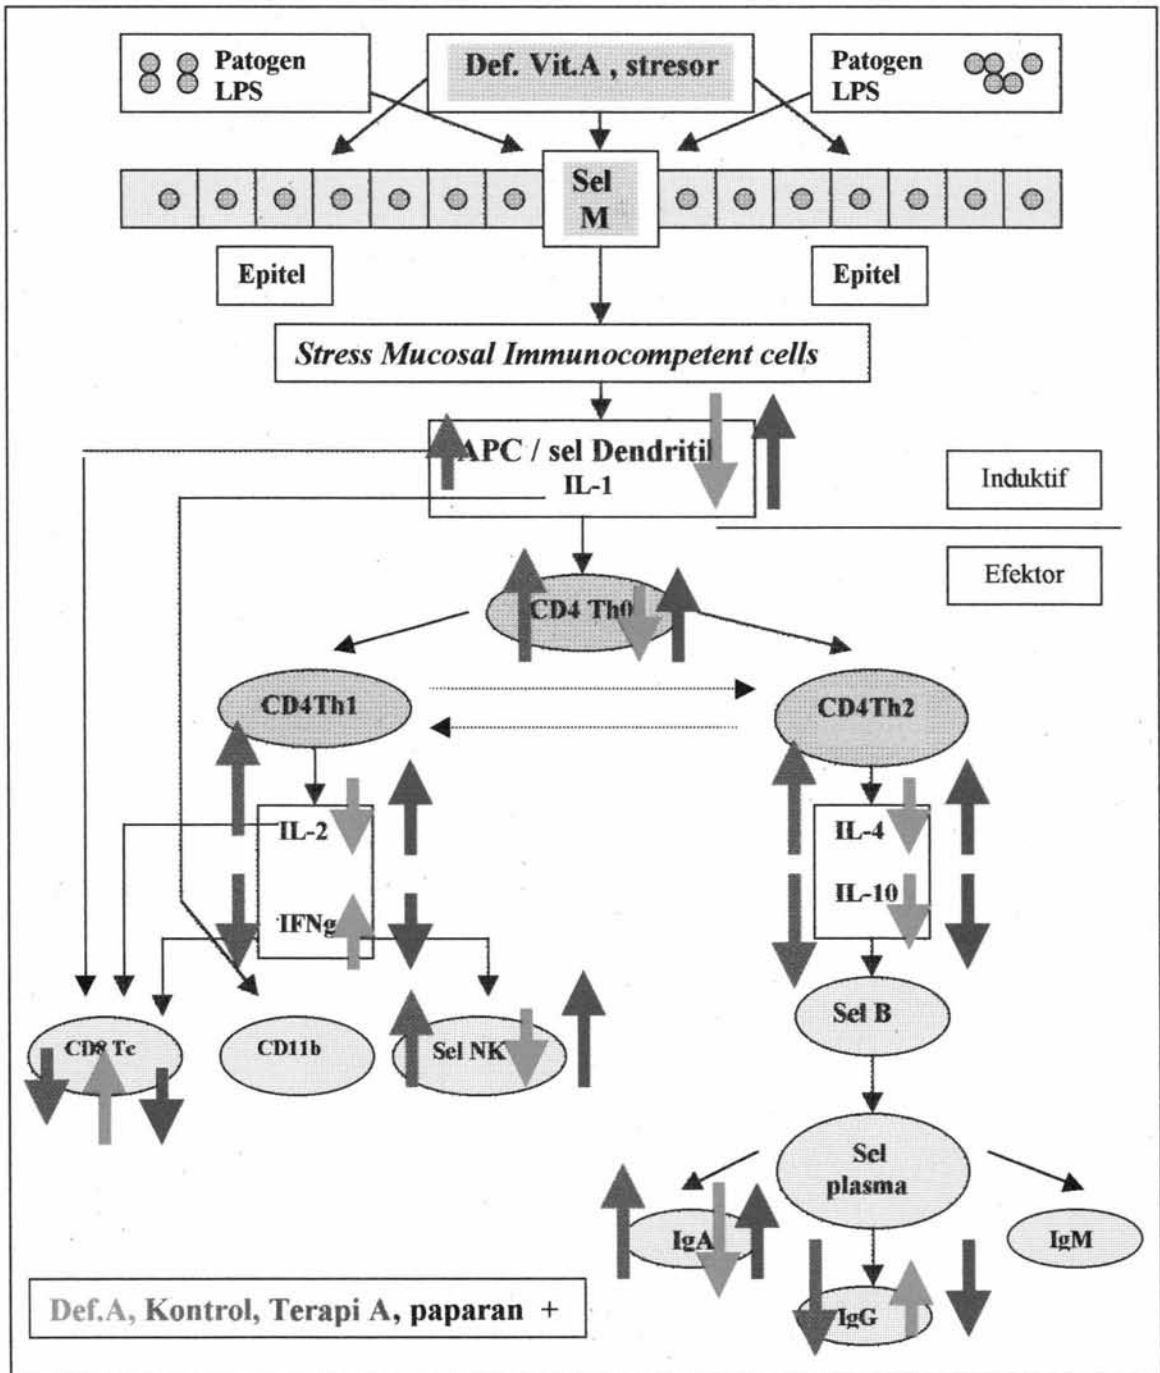 Patogen
LPS
Def. Vit.A , stresor
Patogen
LPS
Sel
M
Epitel
Epitel
Stress Mucosal Immunocompetent cells
APC / sel Dendritil
IL-1
Induktif
Efektor
CD4 Th0
CD4Th1
CD4Th2
IL-2
IFNg
IL-4
IL-10
CD8 Tc
CD11b
Sel NK
Sel B
Sel
plasma
IgA
IgM
IgG
Def.A, Kontrol, Terapi A, paparan +